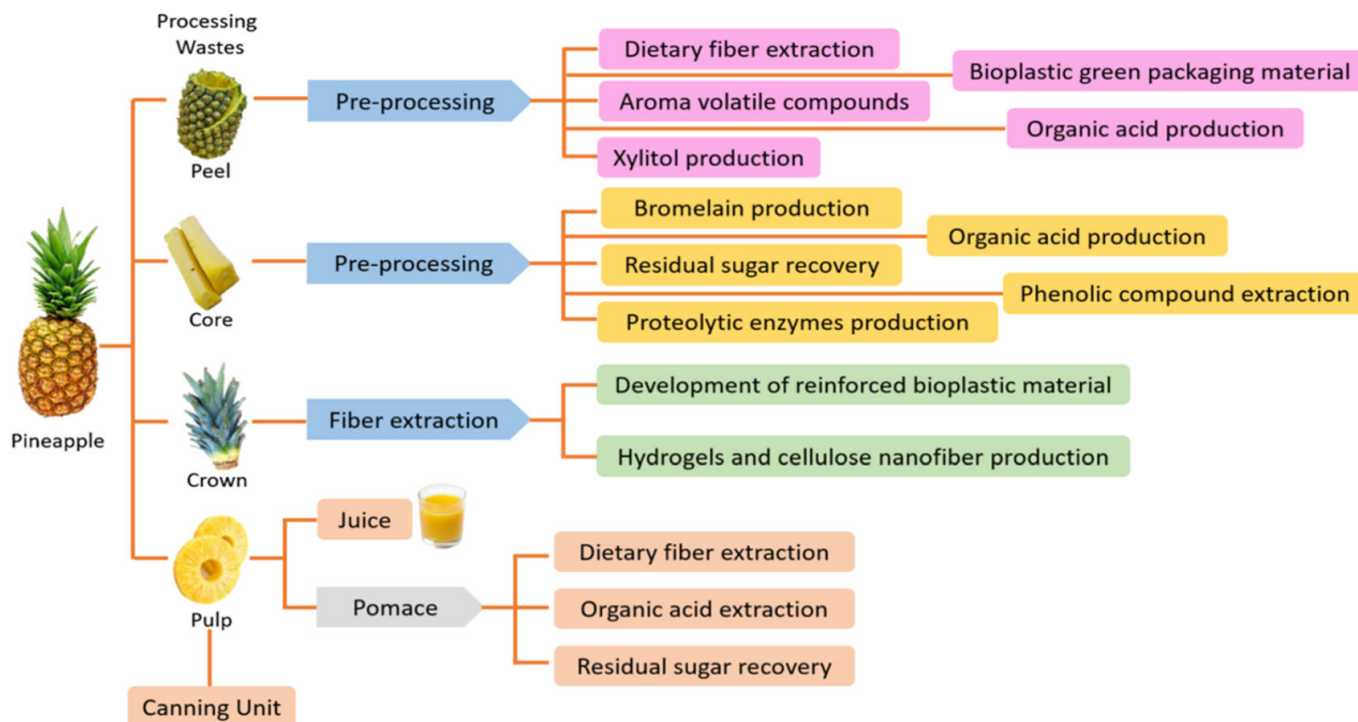 Processing
Wastes
Peel
Pre-processing
Dietary fiber extraction
Bioplastic green packaging material
Aroma volatile compounds
Organic acid production
Xylitol production
Core
Pre-processing
Bromelain production
Organic acid production
Residual sugar recovery
Phenolic compound extraction
Proteolytic enzymes production
Pineapple
Crown
Fiber extraction
Development of reinforced bioplastic material
Hydrogels and cellulose nanofiber production
Pulp
Juice
Pomace
Dietary fiber extraction
Organic acid extraction
Residual sugar recovery
Canning Unit